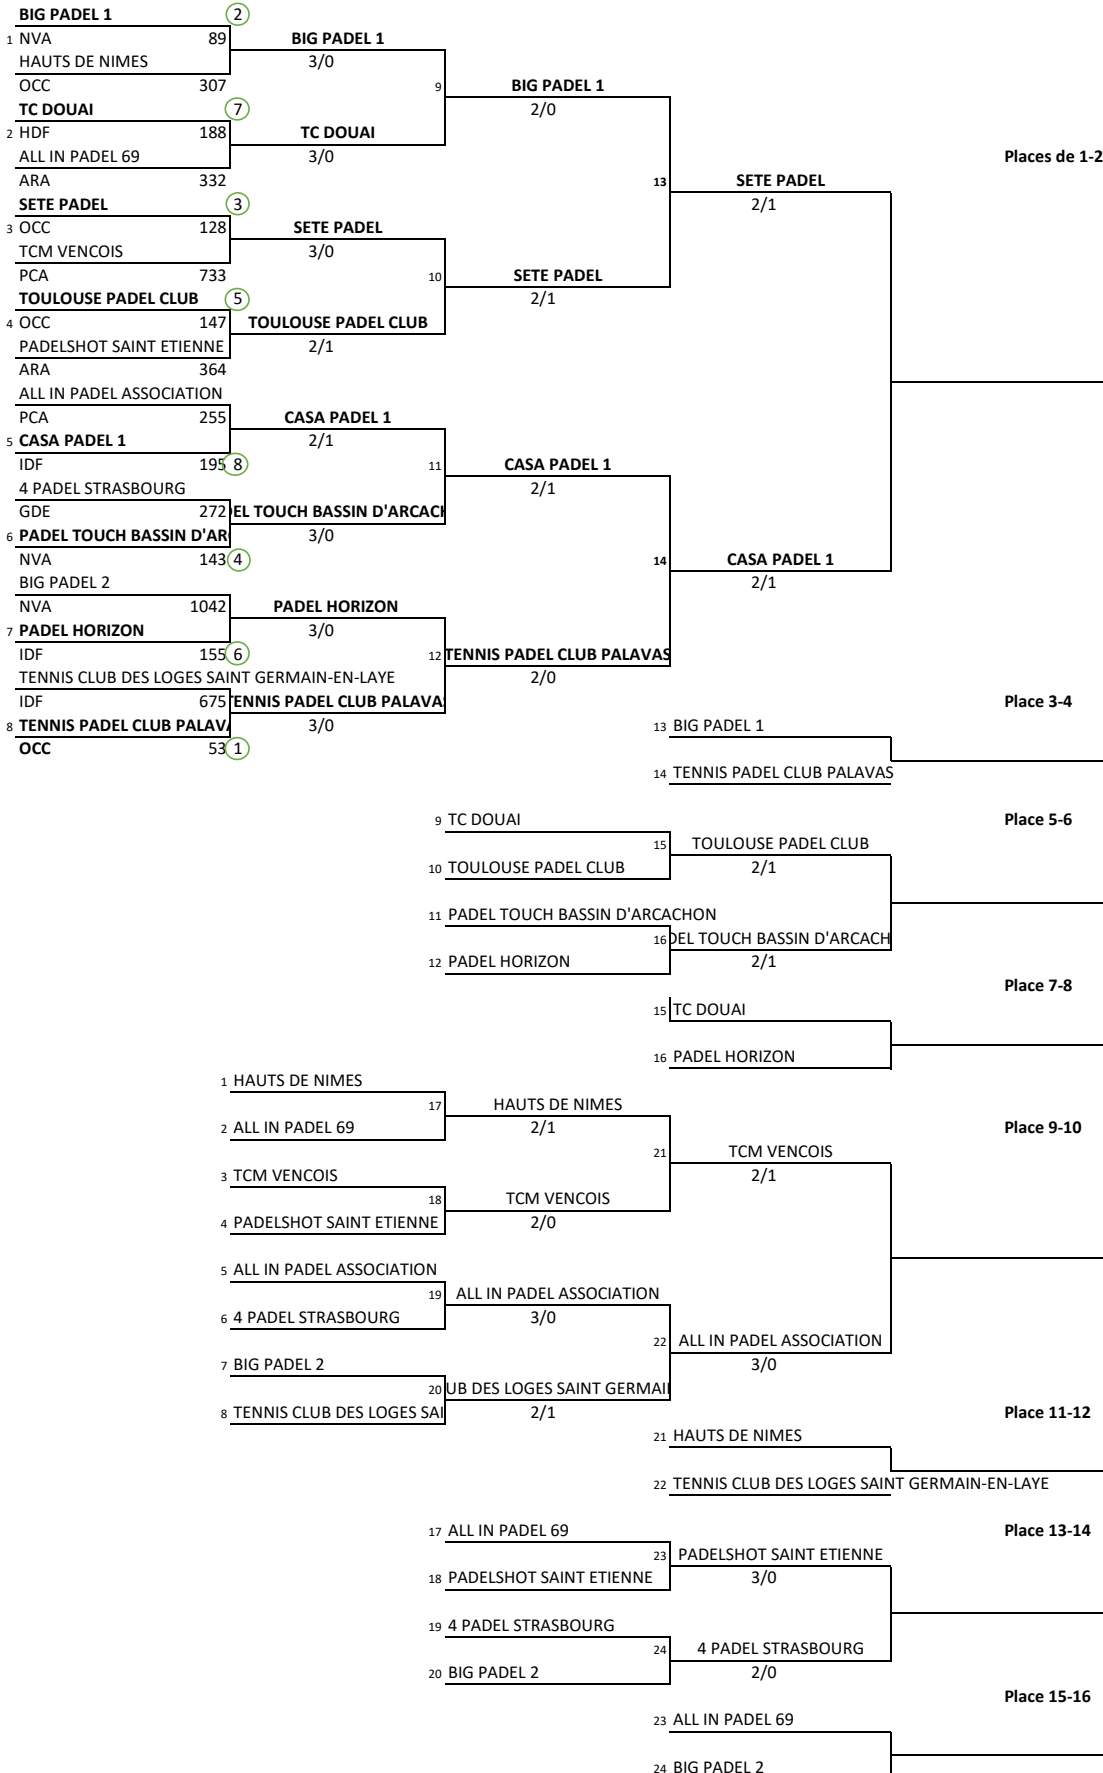 BIG PADEL 1 2
1 NVA 89 BIG PADEL 1
HAUTS DE NIMES 3/0
OCC 307 9 BIG PADEL 1
TC DOUAI 7 2/0
2 HDF 188 TC DOUAI
ALL IN PADEL 69 3/0 Places de 1-2
ARA 332 13 SETE PADEL
SETE PADEL 3 2/1
3 OCC 128 SETE PADEL
TCM VENCOIS 3/0
PCA 733 10 SETE PADEL
TOULOUSE PADEL CLUB 5 2/1
4 OCC 147 TOULOUSE PADEL CLUB
PADELSHOT SAINT ETIENNE 2/1
ARA 364
ALL IN PADEL ASSOCIATION
PCA 255 CASA PADEL 1
5 CASA PADEL 1 2/1
IDF 195 8 11 CASA PADEL 1
4 PADEL STRASBOURG 2/1
GDE 272 DEL TOUCH BASSIN D'ARCACH
6 PADEL TOUCH BASSIN D'AR 3/0
NVA 143 4 14 CASA PADEL 1
BIG PADEL 2 2/1
NVA 1042 PADEL HORIZON
7 PADEL HORIZON 3/0
IDF 155 6 12 TENNIS PADEL CLUB PALAVAS
TENNIS CLUB DES LOGES SAINT GERMAIN-EN-LAYE 2/0
IDF 675 TENNIS PADEL CLUB PALAVAS Place 3-4
8 TENNIS PADEL CLUB PALAVA 3/0 13 BIG PADEL 1
OCC 53 1
14 TENNIS PADEL CLUB PALAVAS
9 TC DOUAI Place 5-6
15 TOULOUSE PADEL CLUB
10 TOULOUSE PADEL CLUB 2/1
11 PADEL TOUCH BASSIN D'ARCACHON
16 DEL TOUCH BASSIN D'ARCACH
12 PADEL HORIZON 2/1
Place 7-8
15 TC DOUAI
16 PADEL HORIZON
1 HAUTS DE NIMES
17 HAUTS DE NIMES
2 ALL IN PADEL 69 2/1 Place 9-10
21 TCM VENCOIS
3 TCM VENCOIS 2/1
18 TCM VENCOIS
4 PADELSHOT SAINT ETIENNE 2/0
5 ALL IN PADEL ASSOCIATION
19 ALL IN PADEL ASSOCIATION
6 4 PADEL STRASBOURG 3/0
22 ALL IN PADEL ASSOCIATION
7 BIG PADEL 2 3/0
20 UB DES LOGES SAINT GERMAI
8 TENNIS CLUB DES LOGES SAI 2/1 Place 11-12
21 HAUTS DE NIMES
22 TENNIS CLUB DES LOGES SAINT GERMAIN-EN-LAYE
17 ALL IN PADEL 69 Place 13-14
23 PADELSHOT SAINT ETIENNE
18 PADELSHOT SAINT ETIENNE 3/0
19 4 PADEL STRASBOURG
24 4 PADEL STRASBOURG
20 BIG PADEL 2 2/0
Place 15-16
23 ALL IN PADEL 69
24 BIG PADEL 2